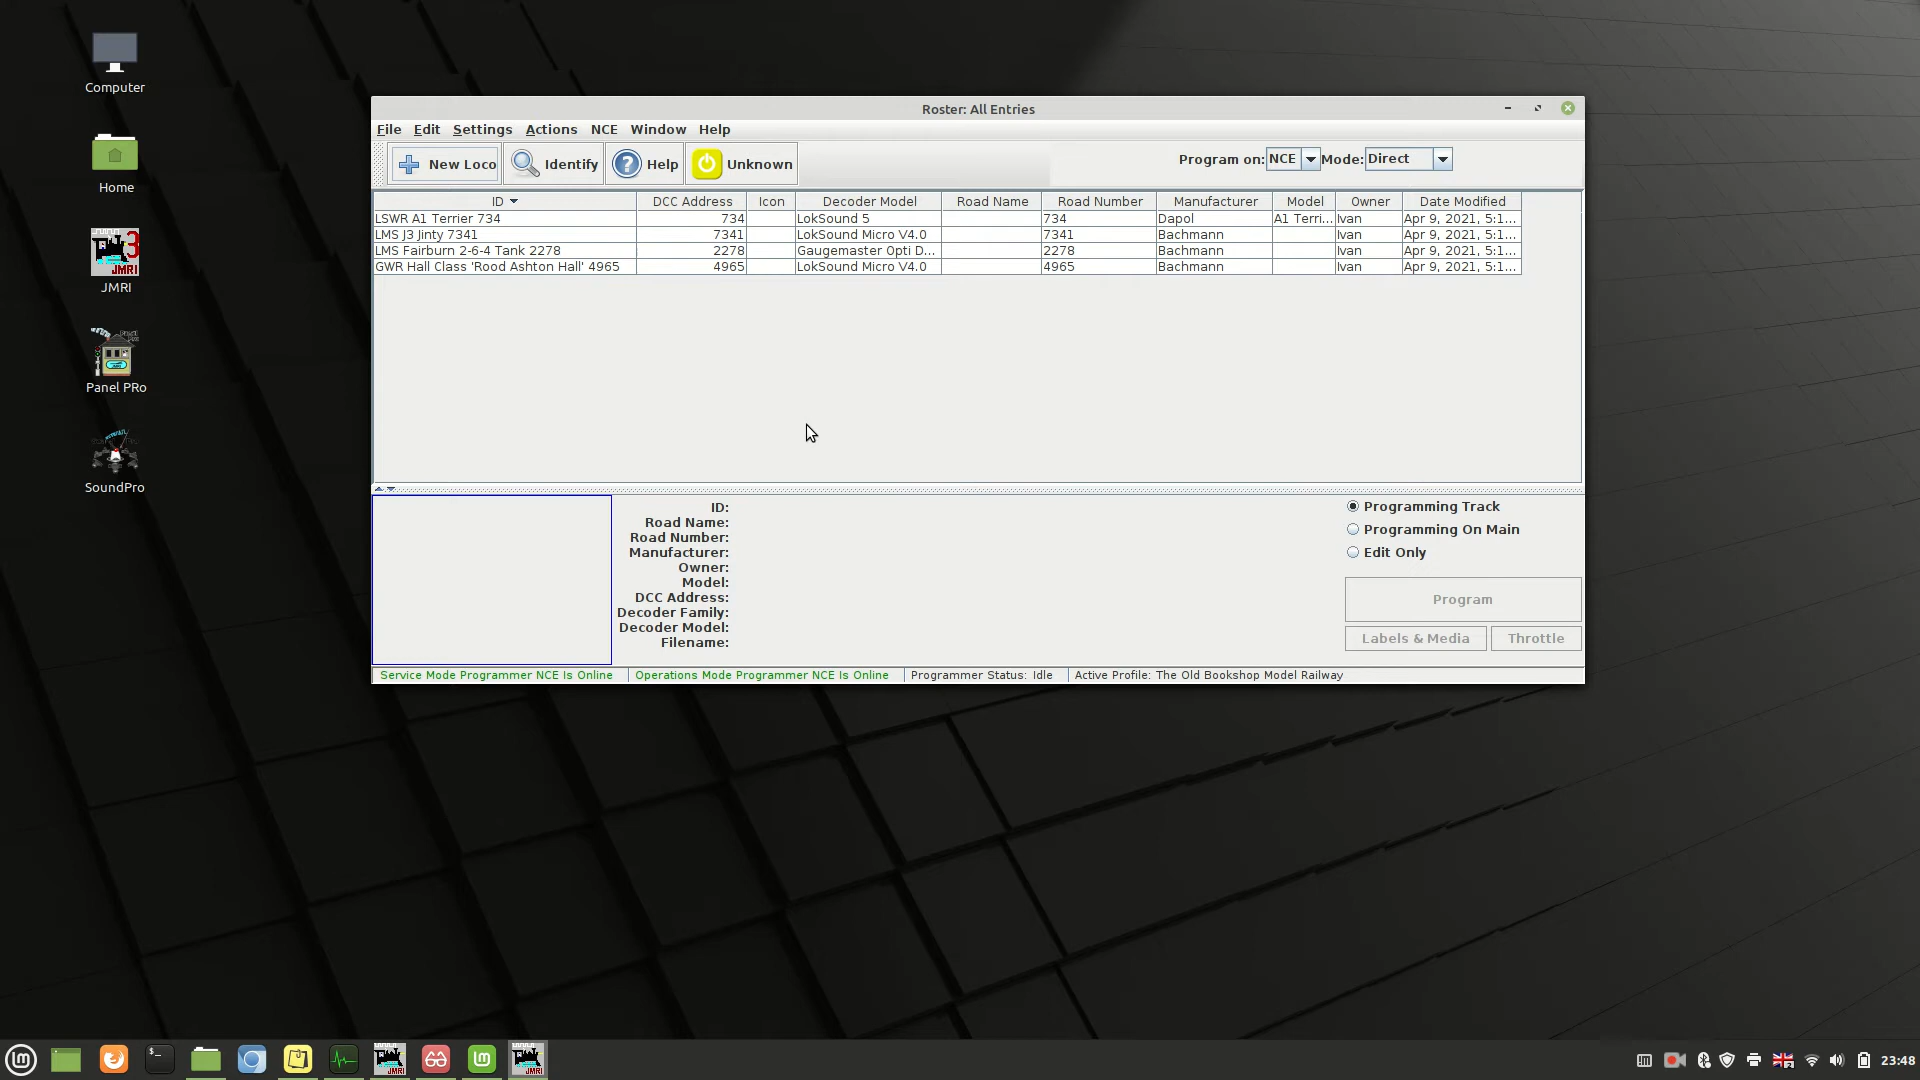 Computer
Home
JMRI
Panel PRo
SoundPro
Roster: All Entries
File Edit Settings Actions NCE Window Help
New Loco Identify Help Unknown Program on: NCE Mode: Direct
ID DCC Address Icon Decoder Model Road Name Road Number Manufacturer Model Owner Date Modified
LSWR A1 Terrier 734 734 LokSound 5 734 Dapol A1 Terri... Ivan Apr 9, 2021, 5:1...
LMS J3 Jinty 7341 7341 LokSound Micro V4.0 7341 Bachmann Ivan Apr 9, 2021, 5:1...
LMS Fairburn 2-6-4 Tank 2278 2278 Gaugemaster Opti D... 2278 Bachmann Ivan Apr 9, 2021, 5:1...
GWR Hall Class 'Rood Ashton Hall' 4965 4965 LokSound Micro V4.0 4965 Bachmann Ivan Apr 9, 2021, 5:1...
ID:
Road Name:
Road Number:
Manufacturer:
Owner:
Model:
DCC Address:
Decoder Family:
Decoder Model:
Filename:
Programming Track
Programming On Main
Edit Only
Program
Labels & Media Throttle
Service Mode Programmer NCE Is Online Operations Mode Programmer NCE Is Online Programmer Status: Idle Active Profile: The Old Bookshop Model Railway
23:48